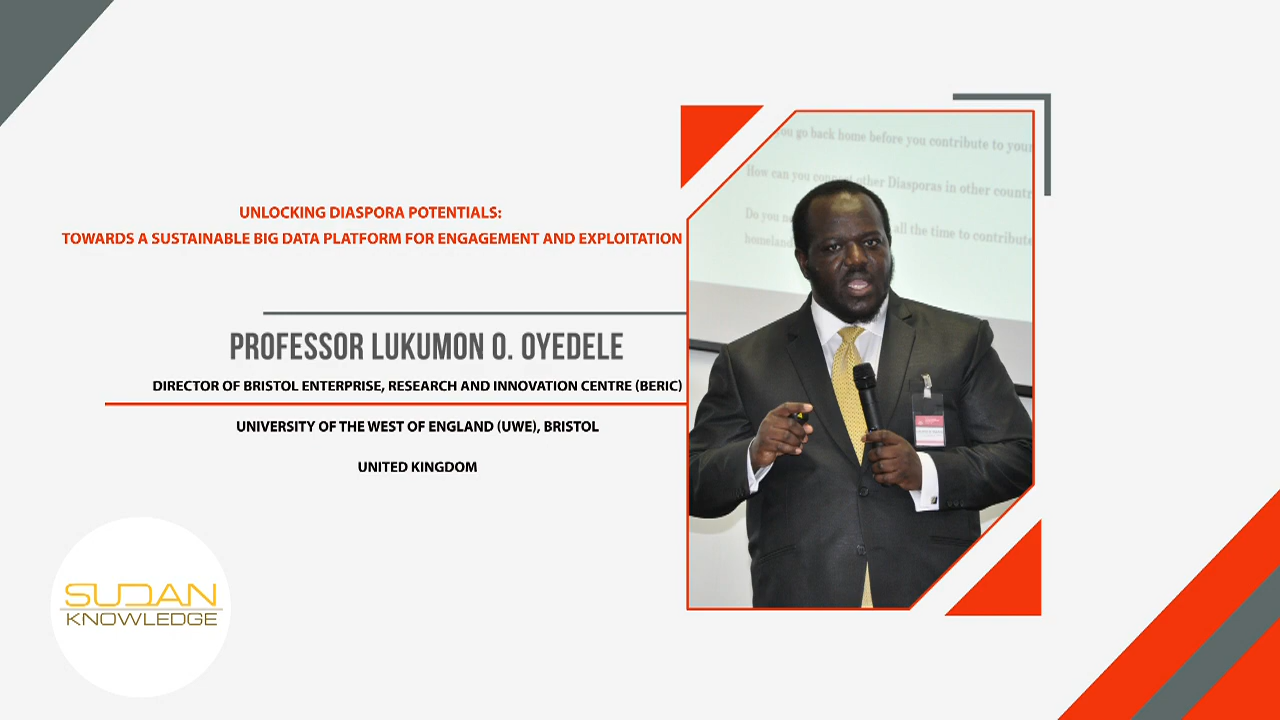 UNLOCKING DIASPORA POTENTIALS:
TOWARDS A SUSTAINABLE BIG DATA PLATFORM FOR ENGAGEMENT AND EXPLOITATION
PROFESSOR LUKUMON O. OYEDELE
DIRECTOR OF BRISTOL ENTERPRISE, RESEARCH AND INNOVATION CENTRE (BERIC)
UNIVERSITY OF THE WEST OF ENGLAND (UWE), BRISTOL
UNITED KINGDOM
SUDAN
KNOWLEDGE
you go back home before you contribute to your
How can you connect other Diasporas in other countr
Do you all the time to contribute
homeland